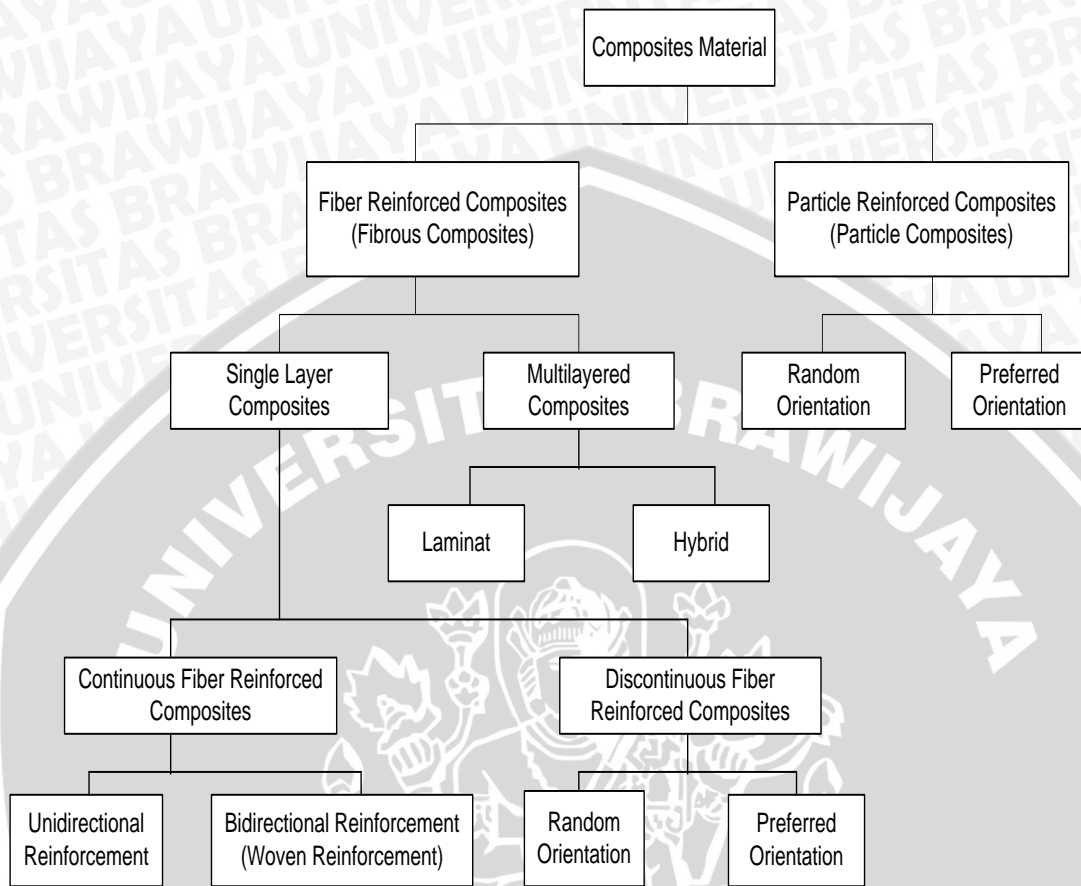 Composites Material
Fiber Reinforced Composites
(Fibrous Composites)
Particle Reinforced Composites
(Particle Composites)
Single Layer
Composites
Multilayered
Composites
Random
Orientation
Preferred
Orientation
Laminat
Hybrid
Continuous Fiber Reinforced
Composites
Discontinuous Fiber
Reinforced Composites
Unidirectional
Reinforcement
Bidirectional Reinforcement
(Woven Reinforcement)
Random
Orientation
Preferred
Orientation